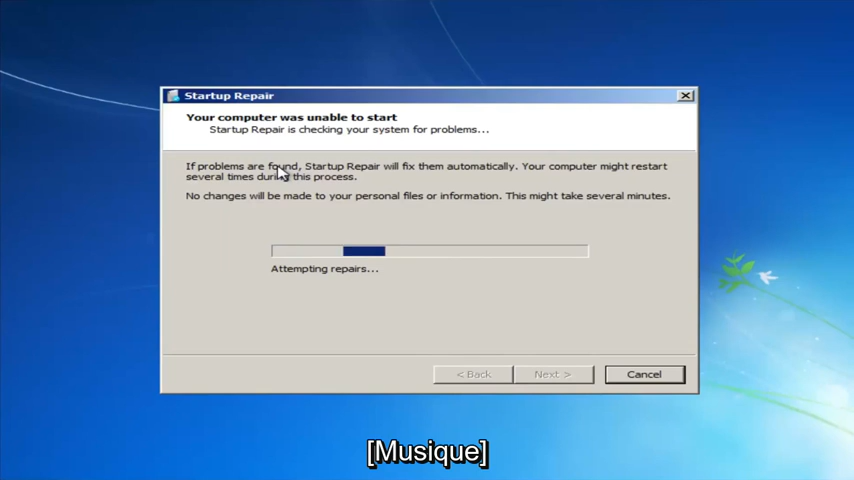 Startup Repair
Your computer was unable to start
Startup Repair is checking your system for problems...
If problems are found, Startup Repair will fix them automatically. Your computer might restart
several times during this process.
No changes will be made to your personal files or information. This might take several minutes.
Attempting repairs...
< Back
Next >
Cancel
[Musique]